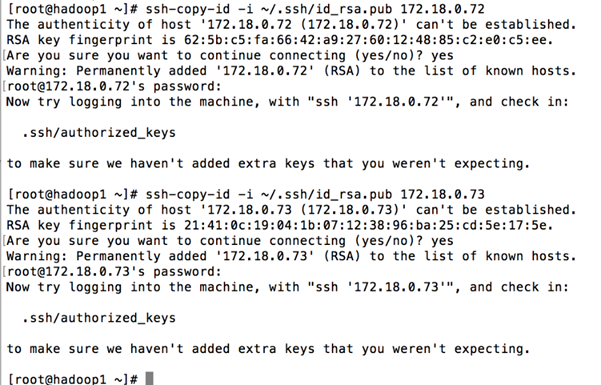 [root@hadoop1 ~]# ssh-copy-id -i ~/.ssh/id_rsa.pub 172.18.0.72
The authenticity of host '172.18.0.72 (172.18.0.72)' can't be established.
RSA key fingerprint is 62:5b:c5:fa:66:42:a9:27:60:12:48:85:c2:e0:c5:ee.
Are you sure you want to continue connecting (yes/no)? yes
Warning: Permanently added '172.18.0.72' (RSA) to the list of known hosts.
root@172.18.0.72's password:
Now try logging into the machine, with "ssh '172.18.0.72'", and check in:

  .ssh/authorized_keys

to make sure we haven't added extra keys that you weren't expecting.

[root@hadoop1 ~]# ssh-copy-id -i ~/.ssh/id_rsa.pub 172.18.0.73
The authenticity of host '172.18.0.73 (172.18.0.73)' can't be established.
RSA key fingerprint is 21:41:0c:19:04:1b:07:12:38:96:ba:25:cd:5e:17:5e.
Are you sure you want to continue connecting (yes/no)? yes
Warning: Permanently added '172.18.0.73' (RSA) to the list of known hosts.
root@172.18.0.73's password:
Now try logging into the machine, with "ssh '172.18.0.73'", and check in:

  .ssh/authorized_keys

to make sure we haven't added extra keys that you weren't expecting.

[root@hadoop1 ~]#